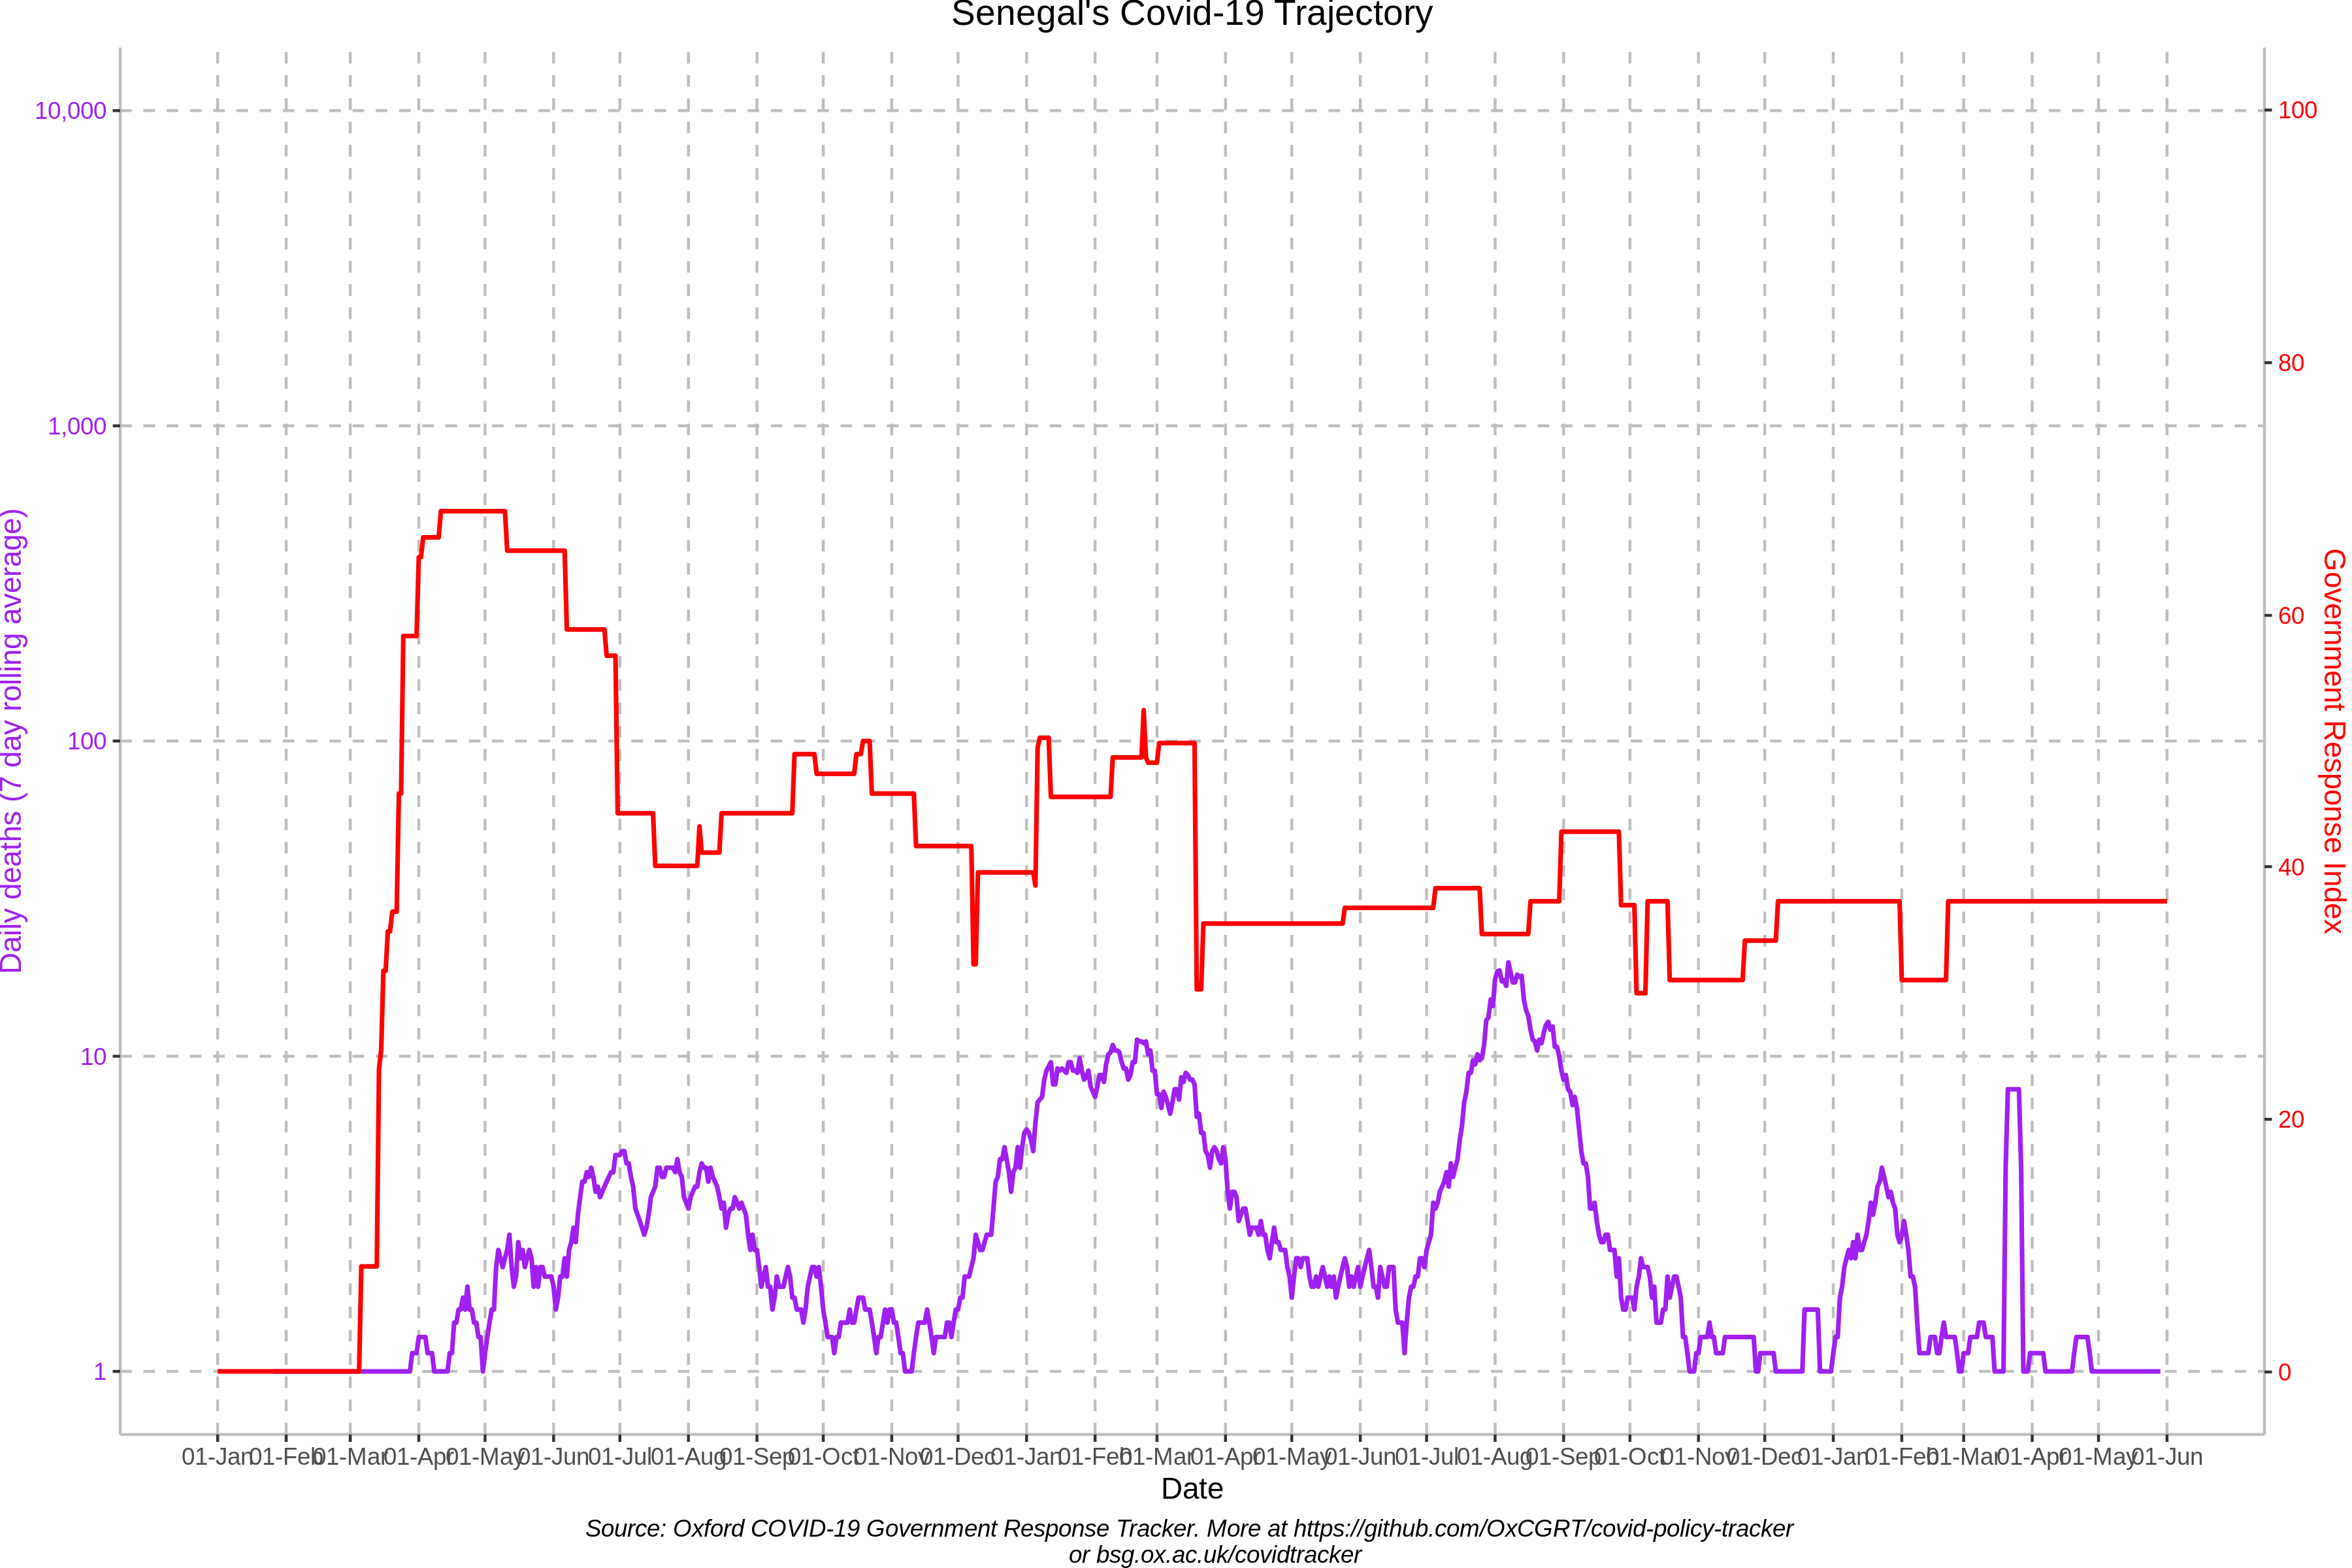 Senegal's Covid-19 Trajectory
10,000
1,000
100
10
1
Daily deaths (7 day rolling average)
100
80
60
40
20
0
Government Response Index
01-Jan 01-Feb 01-Mar 01-Apr 01-May 01-Jun 01-Jul 01-Aug 01-Sep 01-Oct 01-Nov 01-Dec 01-Jan 01-Feb 01-Mar 01-Apr 01-May 01-Jun 01-Jul 01-Aug 01-Sep 01-Oct 01-Nov 01-Dec 01-Jan 01-Feb 01-Mar 01-Apr 01-May 01-Jun
Date
Source: Oxford COVID-19 Government Response Tracker. More at https://github.com/OxCGRT/covid-policy-tracker
or bsg.ox.ac.uk/covidtracker